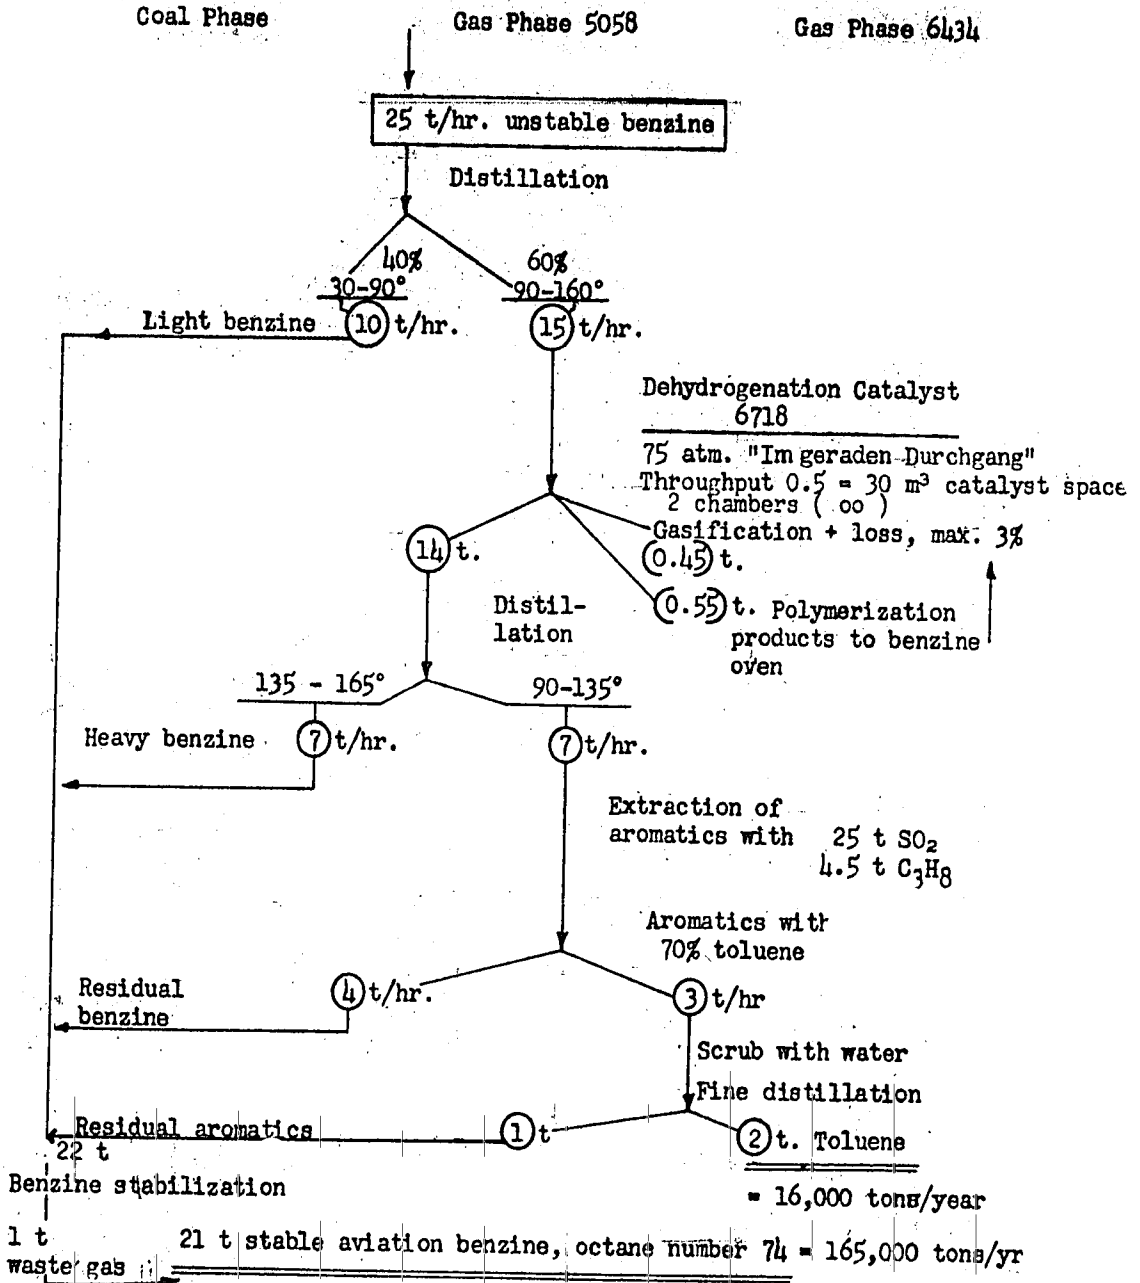 Coal Phase
Gas Phase 5058
Gas Phase 6434
25 t/hr. unstable benzine
Distillation
40%
60%
30-90°
90-160°
Light benzine
10 t/hr.
15 t/hr.
Dehydrogenation Catalyst
6718
75 atm. "Im geraden Durchgang"
Throughput 0.5 = 30 m³ catalyst space
2 chambers ( oo )
Gasification + loss, max. 3%
14 t.
(0.45) t.
(0.55) t. Polymerization
products to benzine
oven
Distil-
lation
135 - 165°
90-135°
Heavy benzine
7 t/hr.
7 t/hr.
Extraction of
aromatics with
25 t SO₂
4.5 t C₃H₈
Aromatics with
70% toluene
Residual
benzine
4 t/hr.
3 t/hr
Scrub with water
Fine distillation
Residual aromatics
1 t
2 t. Toluene
22 t
Benzine stabilization
= 16,000 tons/year
1 t
waste gas
21 t stable aviation benzine, octane number 74 = 165,000 tons/yr